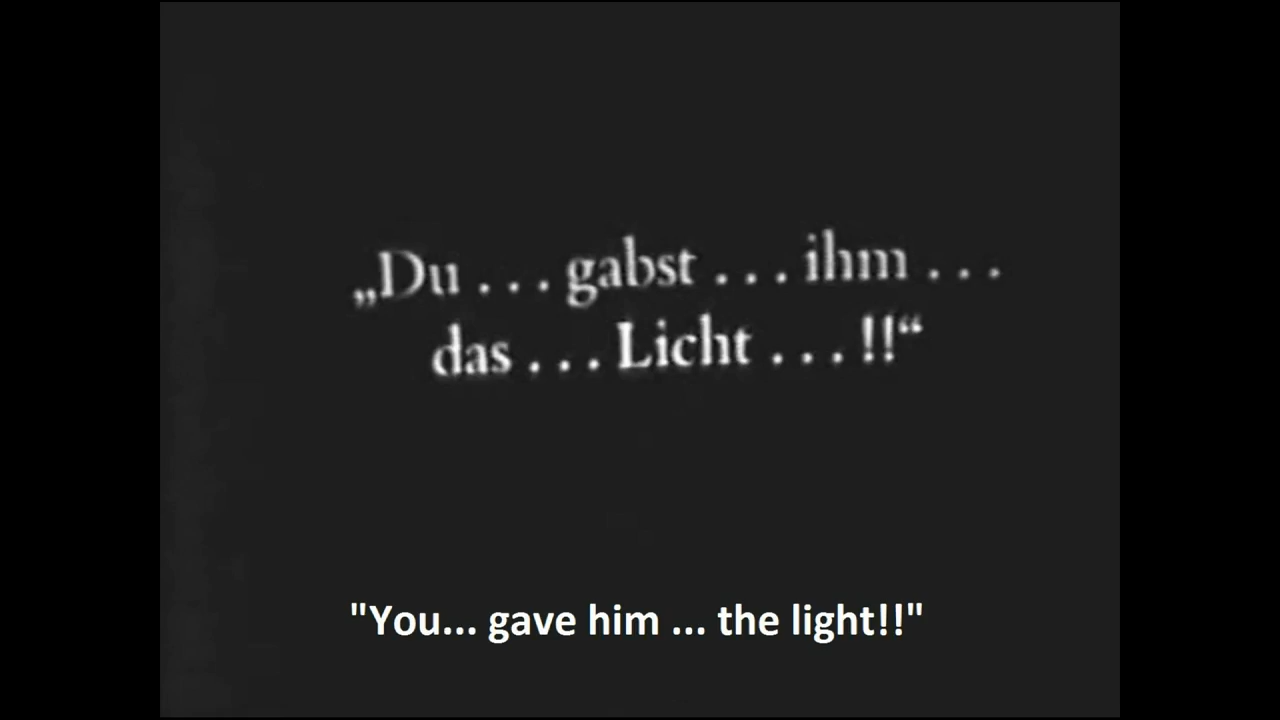 „Du . . . gabst . . . ihm . . .
das . . . Licht . . . !!“
"You... gave him ... the light!!"